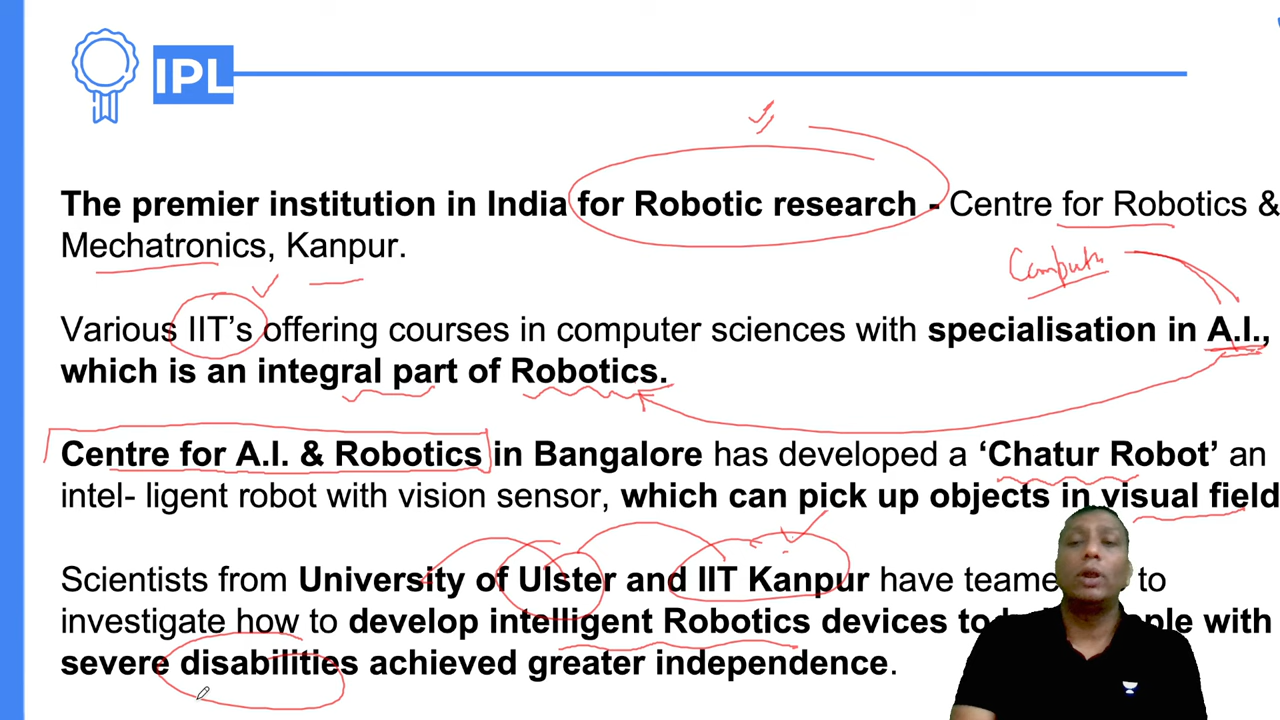 IPL
The premier institution in India for Robotic research - Centre for Robotics &
Mechatronics, Kanpur.
Various IIT's offering courses in computer sciences with specialisation in A.I.,
which is an integral part of Robotics.
Centre for A.I. & Robotics in Bangalore has developed a ‘Chatur Robot’ an
intel- ligent robot with vision sensor, which can pick up objects in visual field
Scientists from University of Ulster and IIT Kanpur have to
investigate how to develop intelligent Robotics devices to with
severe disabilities achieved greater independence.